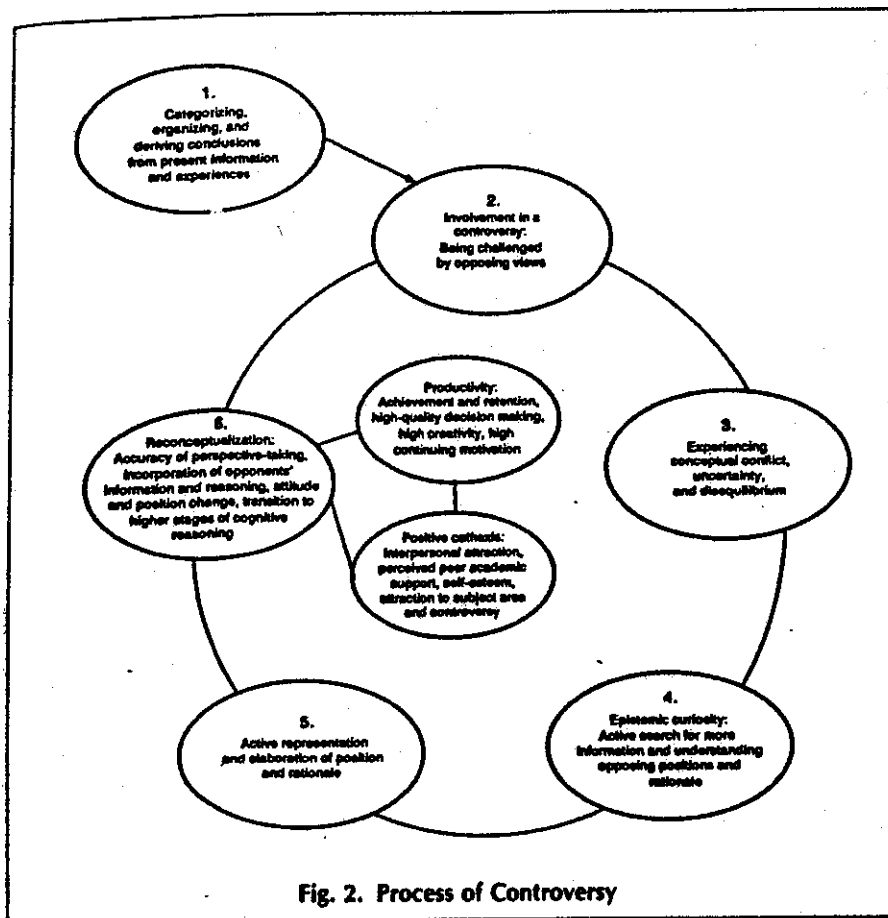 1.
Categorizing,
organizing, and
deriving conclusions
from present information
and experiences
2.
Involvement in a
controversy:
Being challenged
by opposing views
3.
Experiencing
conceptual conflict,
uncertainty,
and disequilibrium
4.
Epistemic curiosity:
Active search for more
information and understanding
opposing positions and
rationale
5.
Active representation
and elaboration of position
and rationale
6.
Reconceptualization:
Accuracy of perspective-taking,
incorporation of opponents'
information and reasoning, attitude
and position change, transition to
higher stages of cognitive
reasoning
Productivity:
Achievement and retention,
high-quality decision making,
high creativity, high
continuing motivation
Positive cathexis:
Interpersonal attraction,
perceived peer academic
support, self-esteem,
attraction to subject area
and controversy
Fig. 2. Process of Controversy